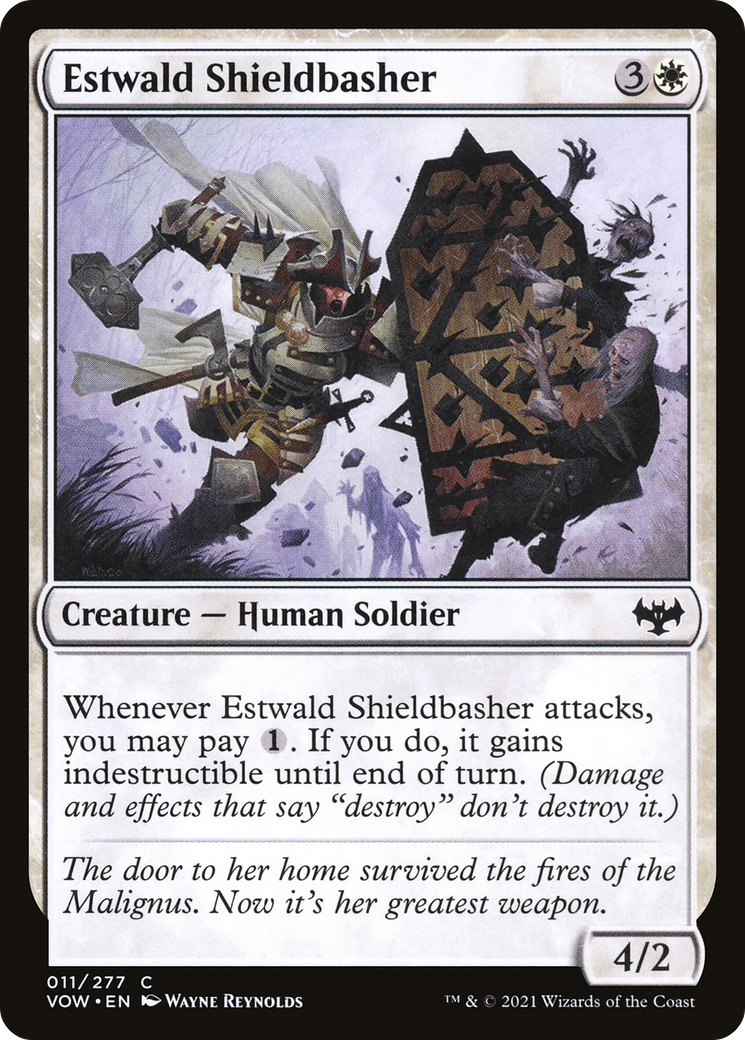 Estwald Shieldbasher 3
Creature — Human Soldier
Whenever Estwald Shieldbasher attacks,
you may pay 1. If you do, it gains
indestructible until end of turn. (Damage
and effects that say “destroy” don’t destroy it.)
The door to her home survived the fires of the
Malignus. Now it’s her greatest weapon.
4/2
011/277 C
VOW • EN Wayne Reynolds
™ & © 2021 Wizards of the Coast